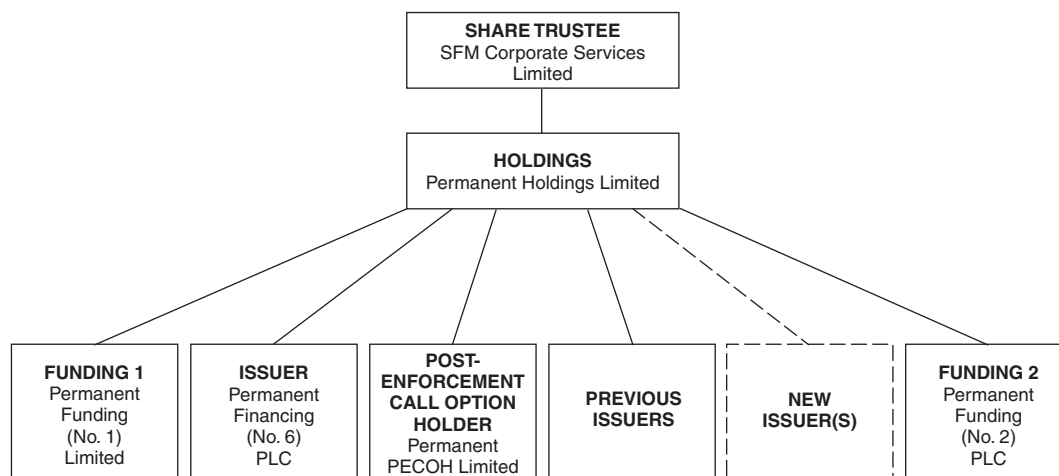 SHARE TRUSTEE
SFM Corporate Services
Limited
HOLDINGS
Permanent Holdings Limited
FUNDING 1
Permanent
Funding
(No. 1)
Limited
ISSUER
Permanent
Financing
(No. 6)
PLC
POST-
ENFORCEMENT
CALL OPTION
HOLDER
Permanent
PECOH Limited
PREVIOUS
ISSUERS
NEW
ISSUER(S)
FUNDING 2
Permanent
Funding
(No. 2)
PLC